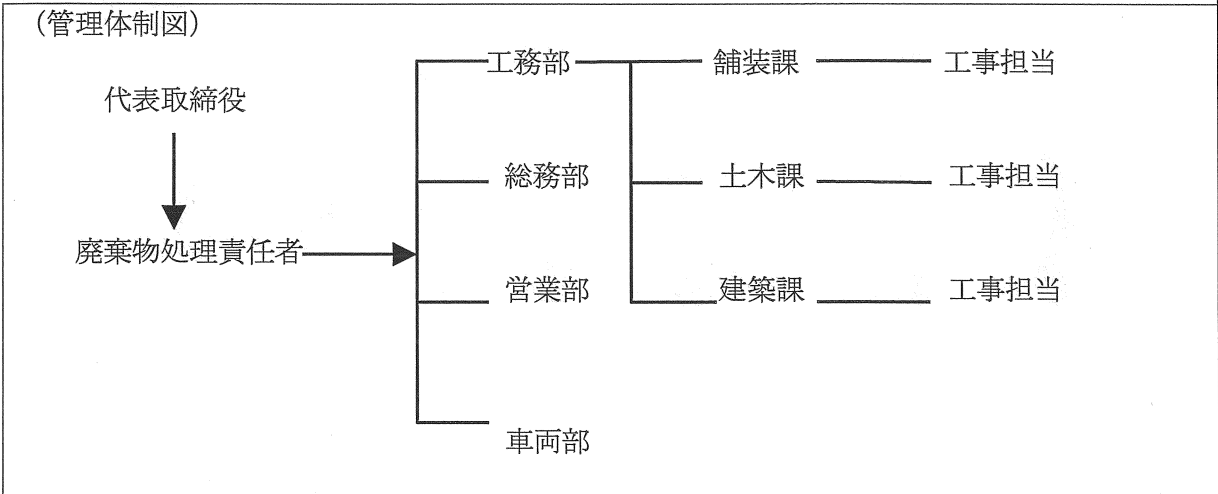 （管理体制図）
代表取締役
廃棄物処理責任者
工務部
舗装課
工事担当
総務部
土木課
工事担当
営業部
建築課
工事担当
車両部